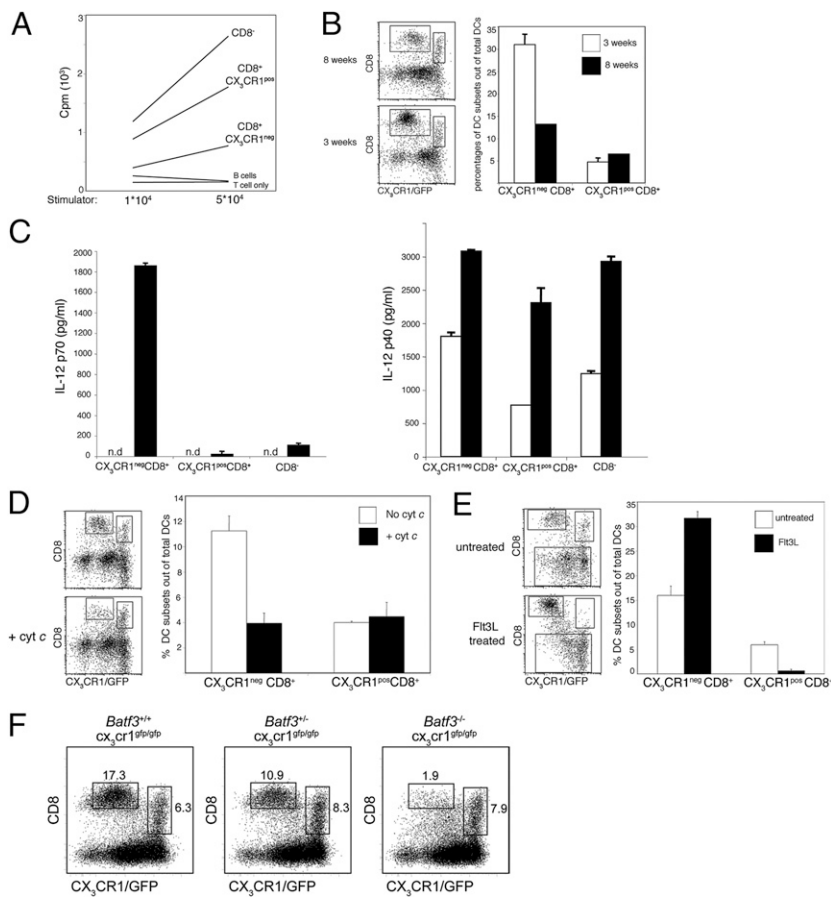 A
3
2
1
0
Cpm (10³)
CD8⁻
CD8⁺
CX₃CR1ᵖᵒˢ
CD8⁺
CX₃CR1ⁿᵉᵍ
B cells
T cell only
Stimulator:
1*10⁴
5*10⁴
B
8 weeks
CD8
3 weeks
CD8
CX₃CR1/GFP
percentages of DC subsets out of total DCs
35
30
25
20
15
10
5
3 weeks
8 weeks
CX₃CR1ⁿᵉᵍ CD8⁺
CX₃CR1ᵖᵒˢ CD8⁺
C
IL-12 p70 (pg/ml)
2000
1800
1600
1400
1200
1000
800
600
400
200
0
n.d
n.d
n.d
CX₃CR1ⁿᵉᵍCD8⁺
CX₃CR1ᵖᵒˢCD8⁺
CD8⁻
IL-12 p40 (pg/ml)
3000
2500
2000
1500
1000
500
0
CX₃CR1ⁿᵉᵍ CD8⁺
CX₃CR1ᵖᵒˢ CD8⁺
CD8⁻
D
CD8
+ cyt c
CD8
CX₃CR1/GFP
% DC subsets out of total DCs
14
12
10
8
6
4
2
No cyt c
+ cyt c
CX₃CR1ⁿᵉᵍ CD8⁺
CX₃CR1ᵖᵒˢCD8⁺
E
untreated
CD8
Flt3L
treated
CD8
CX₃CR1/GFP
% DC subsets out of total DCs
35
30
25
20
15
10
5
0
untreated
Flt3L
CX₃CR1ⁿᵉᵍ CD8⁺
CX₃CR1ᵖᵒˢ CD8⁺
F
Batf3⁺/⁺
cx₃cr1ᵍᶠᵖ/ᵍᶠᵖ
17.3
6.3
CD8
CX₃CR1/GFP
Batf3⁺/⁻
cx₃cr1ᵍᶠᵖ/ᵍᶠᵖ
10.9
8.3
CD8
CX₃CR1/GFP
Batf3⁻/⁻
cx₃cr1ᵍᶠᵖ/ᵍᶠᵖ
1.9
7.9
CD8
CX₃CR1/GFP